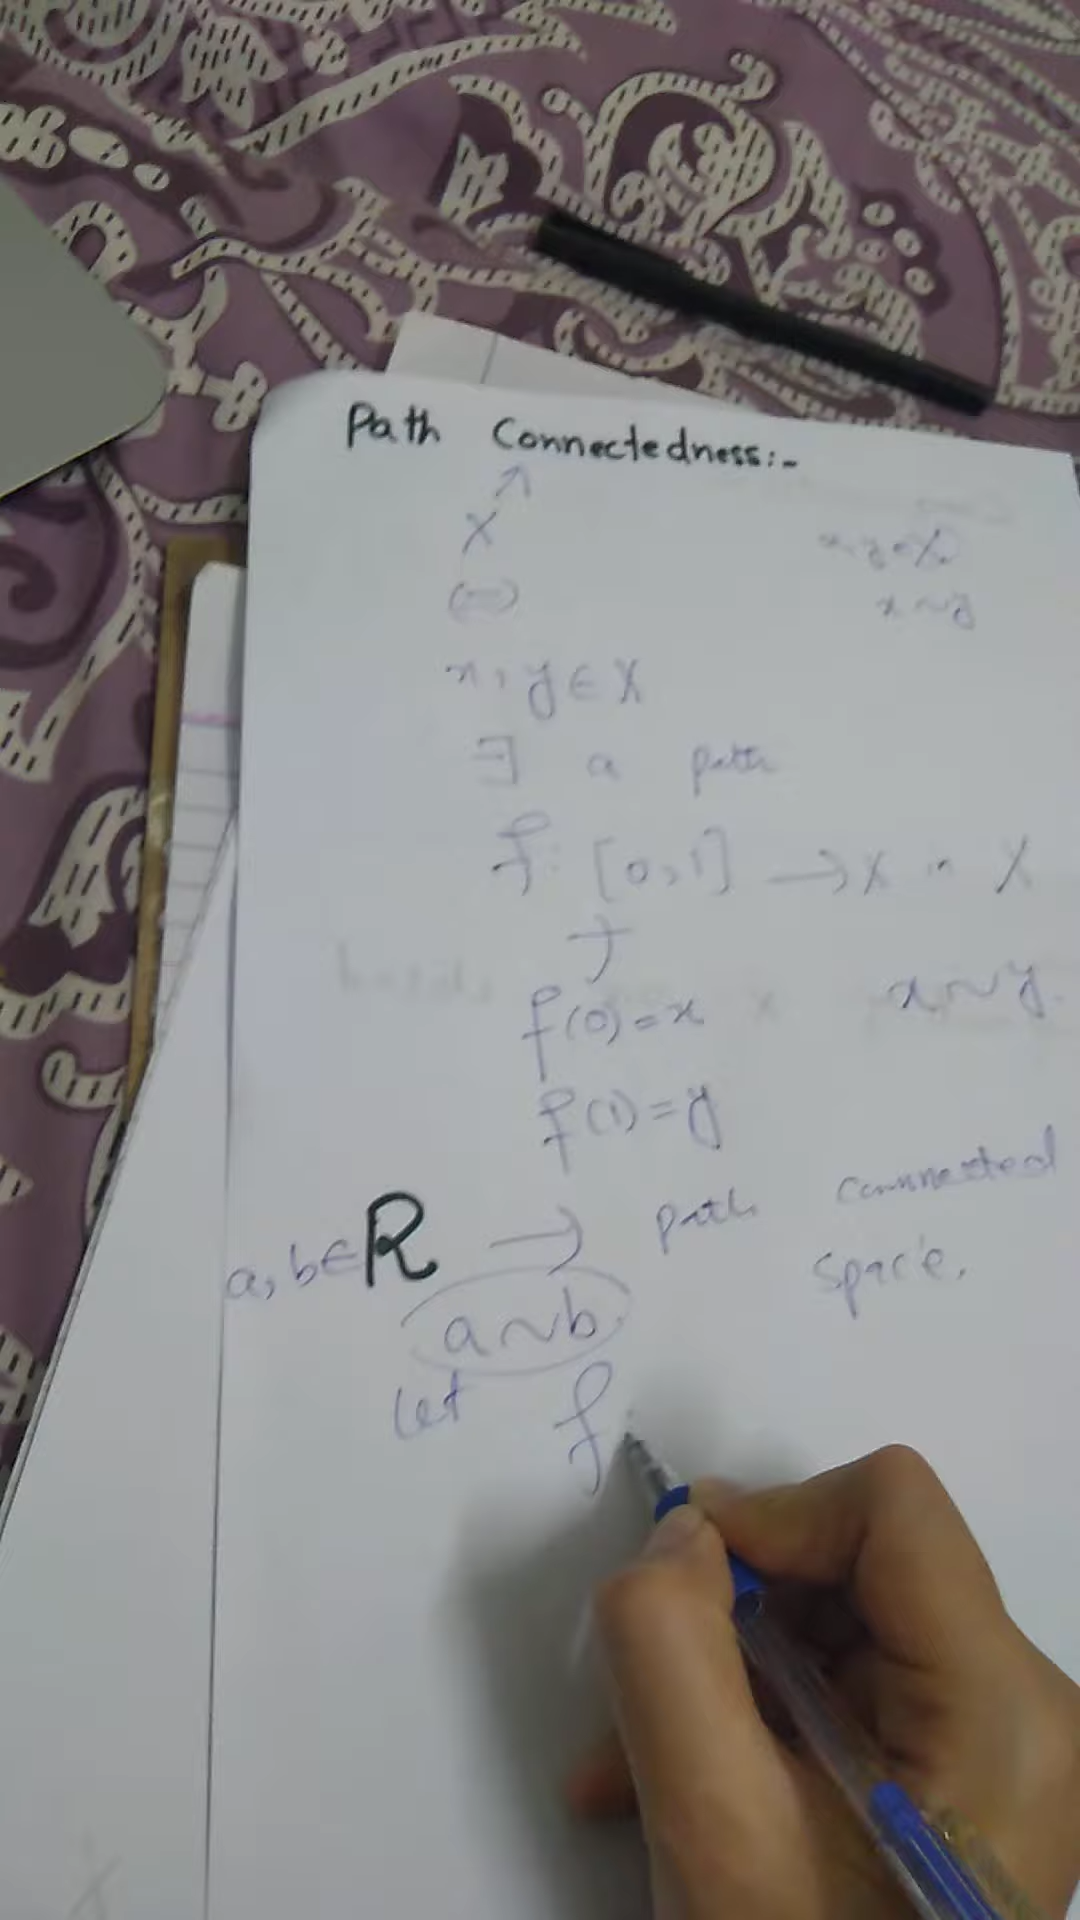 Path Connectedness:-
X
(=)
x, y ∈ X
x ~ y
x, y ∈ X
∃ a path
f: [0,1] → X in X
f(0) = x
x ~ y.
f(1) = y
a, b ∈ R → path connected space.
a ~ b.
Let f